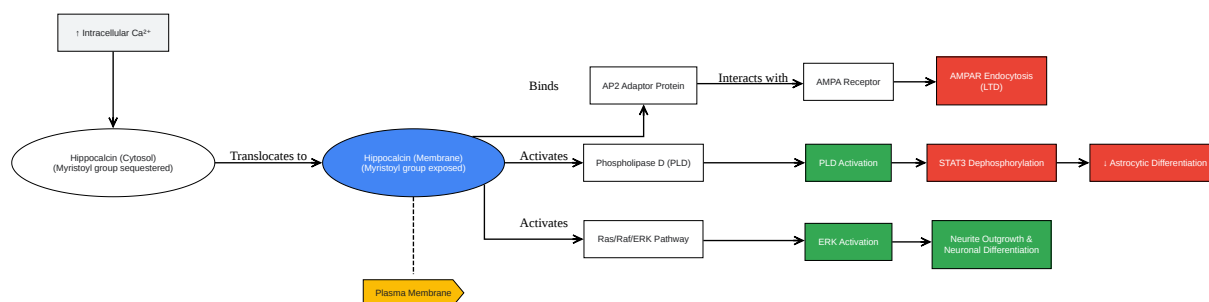 ↑ Intracellular Ca²⁺
Hippocalcin (Cytosol)
(Myristoyl group sequestered)
Translocates to
Hippocalcin (Membrane)
(Myristoyl group exposed)
Plasma Membrane
Binds
AP2 Adaptor Protein
Interacts with
AMPA Receptor
AMPAR Endocytosis
(LTD)
Activates
Phospholipase D (PLD)
PLD Activation
STAT3 Dephosphorylation
↓ Astrocytic Differentiation
Activates
Ras/Raf/ERK Pathway
ERK Activation
Neurite Outgrowth &
Neuronal Differentiation